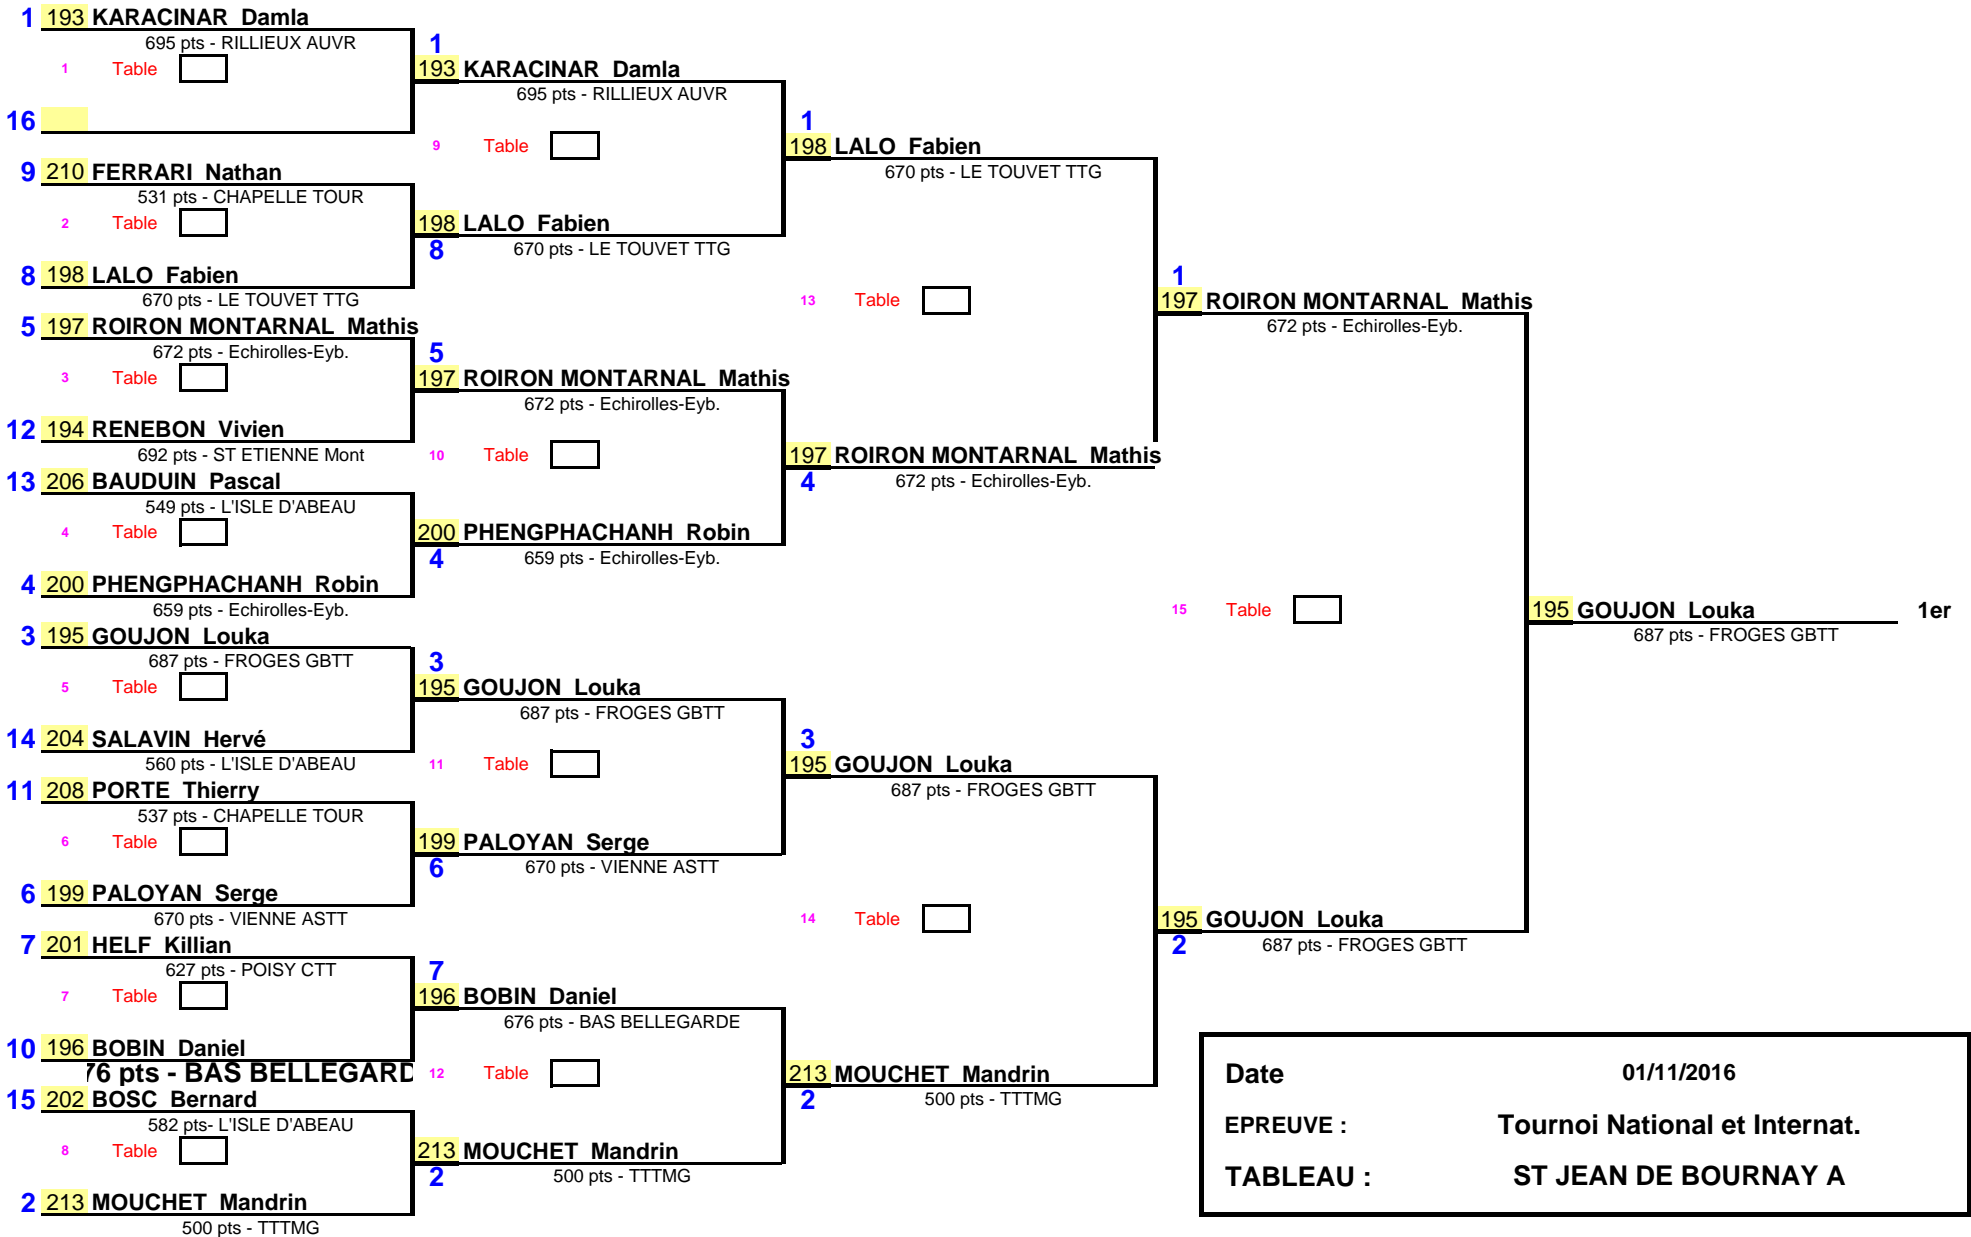 1 193 KARACINAR Damla
695 pts - RILLIEUX AUVR
1 Table
16
9 210 FERRARI Nathan
531 pts - CHAPELLE TOUR
2 Table
8 198 LALO Fabien
670 pts - LE TOUVET TTG
5 197 ROIRON MONTARNAL Mathis
672 pts - Echirolles-Eyb.
3 Table
12 194 RENEBON Vivien
692 pts - ST ETIENNE Mont
13 206 BAUDUIN Pascal
549 pts - L'ISLE D'ABEAU
4 Table
4 200 PHENGPHACHANH Robin
659 pts - Echirolles-Eyb.
3 195 GOUJON Louka
687 pts - FROGES GBTT
5 Table
14 204 SALAVIN Hervé
560 pts - L'ISLE D'ABEAU
11 208 PORTE Thierry
537 pts - CHAPELLE TOUR
6 Table
6 199 PALOYAN Serge
670 pts - VIENNE ASTT
7 201 HELF Killian
627 pts - POISY CTT
7 Table
10 196 BOBIN Daniel
76 pts - BAS BELLEGARD
15 202 BOSC Bernard
582 pts- L'ISLE D'ABEAU
8 Table
2 213 MOUCHET Mandrin
500 pts - TTTMG
1
193 KARACINAR Damla
695 pts - RILLIEUX AUVR
9 Table
198 LALO Fabien
8
670 pts - LE TOUVET TTG
5
197 ROIRON MONTARNAL Mathis
672 pts - Echirolles-Eyb.
10 Table
200 PHENGPHACHANH Robin
4
659 pts - Echirolles-Eyb.
3
195 GOUJON Louka
687 pts - FROGES GBTT
11 Table
199 PALOYAN Serge
6
670 pts - VIENNE ASTT
7
196 BOBIN Daniel
676 pts - BAS BELLEGARDE
12 Table
213 MOUCHET Mandrin
2
500 pts - TTTMG
1
198 LALO Fabien
670 pts - LE TOUVET TTG
13 Table
197 ROIRON MONTARNAL Mathis
4
672 pts - Echirolles-Eyb.
3
195 GOUJON Louka
687 pts - FROGES GBTT
14 Table
213 MOUCHET Mandrin
2
500 pts - TTTMG
1
197 ROIRON MONTARNAL Mathis
672 pts - Echirolles-Eyb.
15 Table
195 GOUJON Louka
2
687 pts - FROGES GBTT
195 GOUJON Louka 1er
687 pts - FROGES GBTT
Date 01/11/2016
EPREUVE : Tournoi National et Internat.
TABLEAU : ST JEAN DE BOURNAY A